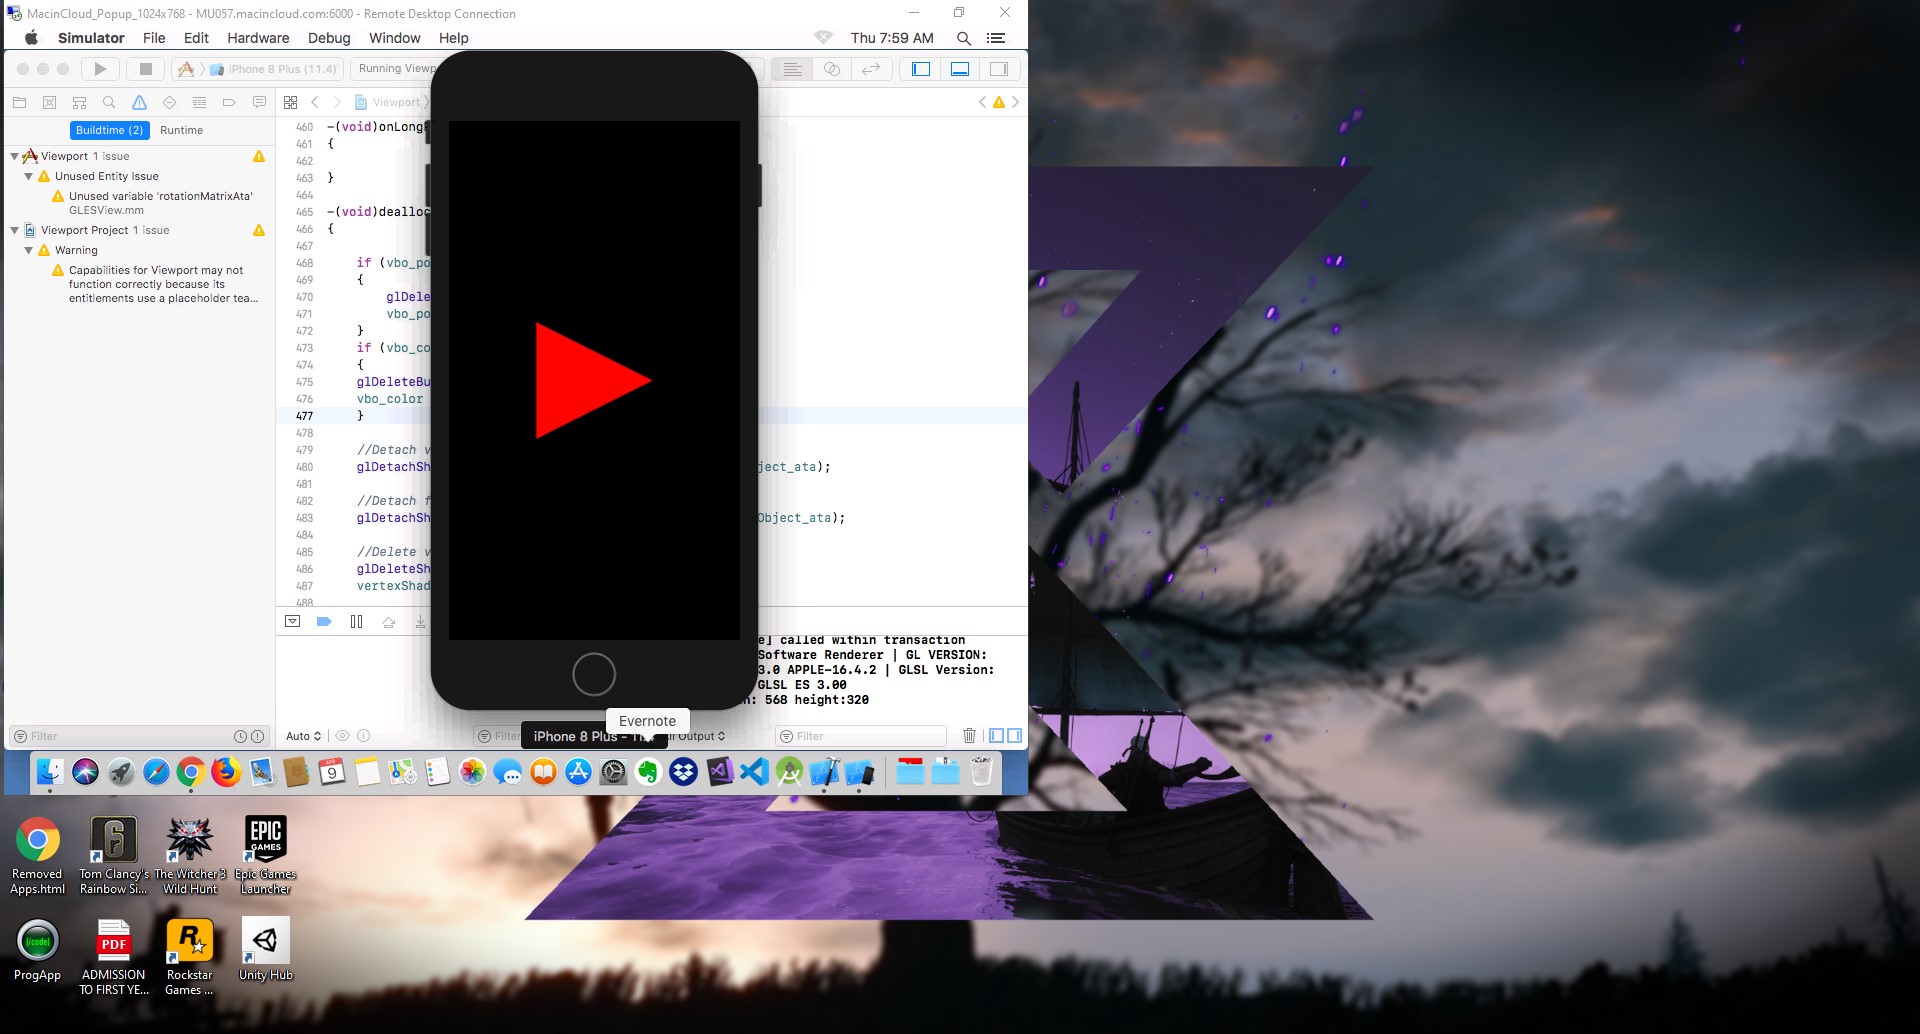 MacinCloud_Popup_1024x768 - MU057.macincloud.com:6000 - Remote Desktop Connection
Simulator File Edit Hardware Debug Window Help Thu 7:59 AM
iPhone 8 Plus (11.4) Running Viewp
Viewport
Buildtime (2) Runtime
Viewport 1 issue
Unused Entity Issue
Unused variable 'rotationMatrixAta'
GLESView.mm
Viewport Project 1 issue
Warning
Capabilities for Viewport may not
function correctly because its
entitlements use a placeholder tea...
460 -(void)onLong
461 {
462
463 }
464
465 -(void)dealloc
466 {
467
468 if (vbo_po
469 {
470 glDele
471 vbo_po
472 }
473 if (vbo_co
474 {
475 glDeleteBu
476 vbo_color
477 }
478
479 //Detach v
480 glDetachSh ject_ata);
481
482 //Detach f
483 glDetachSh Object_ata);
484
485 //Delete v
486 glDeleteSh
487 vertexShad
488
e] called within transaction
Software Renderer | GL VERSION:
3.0 APPLE-16.4.2 | GLSL Version:
GLSL ES 3.00
568 height:320
Evernote
Filter Auto Filter iPhone 8 Plus - 11.4 Output Filter
APR
9
Removed
Apps.html
Tom Clancy's
Rainbow Si...
The Witcher 3
Wild Hunt
EPIC
GAMES
Epic Games
Launcher
{/code}
ProgApp
PDF
ADMISSION
TO FIRST YE...
R
Rockstar
Games ...
Unity Hub